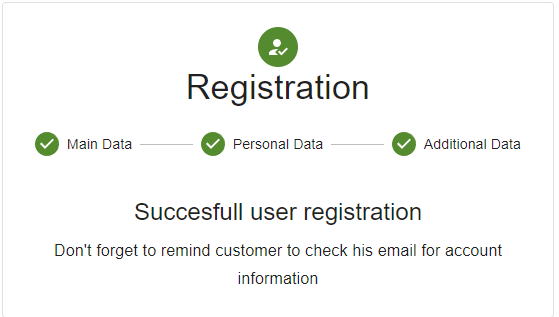 Registration
Main Data
Personal Data
Additional Data
Succesfull user registration
Don't forget to remind customer to check his email for account
information